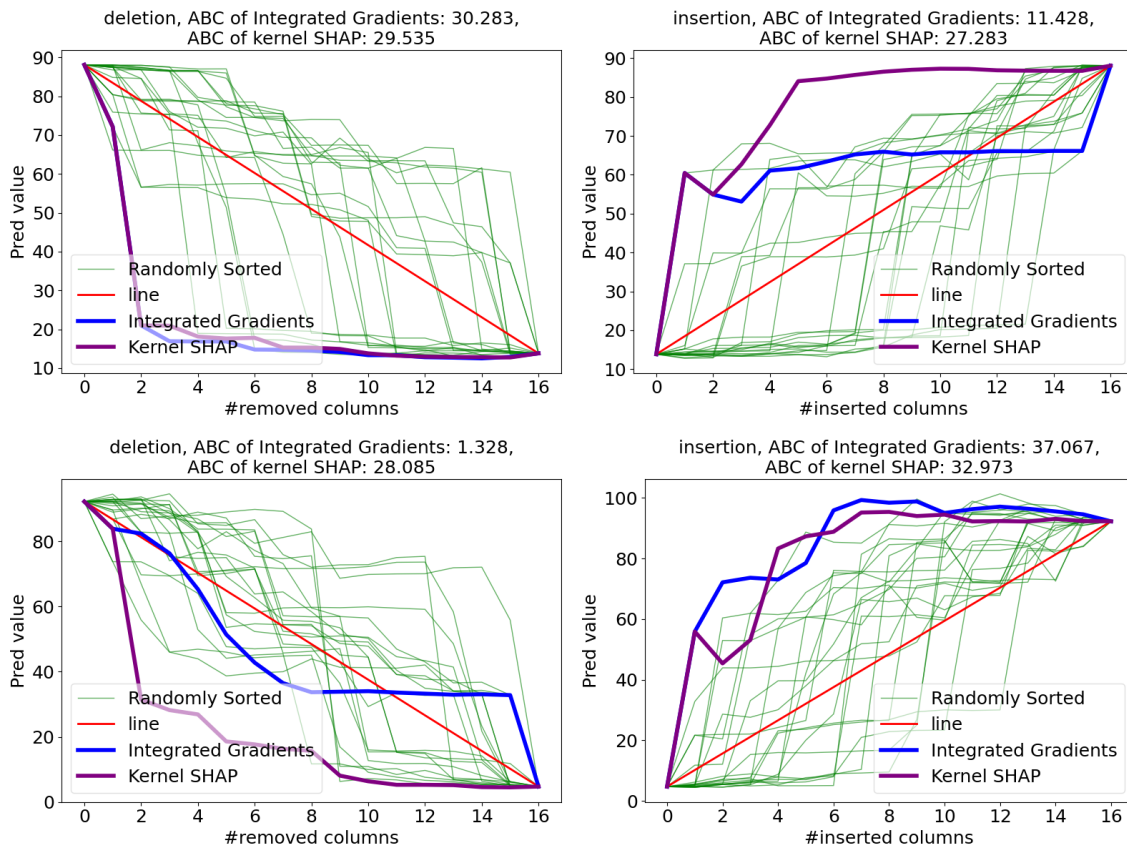 deletion, ABC of Integrated Gradients: 30.283,
ABC of kernel SHAP: 29.535
90
80
70
60
50
40
30
20
10
Pred value
Randomly Sorted
line
Integrated Gradients
Kernel SHAP
0 2 4 6 8 10 12 14 16
#removed columns
insertion, ABC of Integrated Gradients: 11.428,
ABC of kernel SHAP: 27.283
90
80
70
60
50
40
30
20
10
Pred value
Randomly Sorted
line
Integrated Gradients
Kernel SHAP
0 2 4 6 8 10 12 14 16
#inserted columns
deletion, ABC of Integrated Gradients: 1.328,
ABC of kernel SHAP: 28.085
80
60
40
20
0
Pred value
Randomly Sorted
line
Integrated Gradients
Kernel SHAP
0 2 4 6 8 10 12 14 16
#removed columns
insertion, ABC of Integrated Gradients: 37.067,
ABC of kernel SHAP: 32.973
100
80
60
40
20
0
Pred value
Randomly Sorted
line
Integrated Gradients
Kernel SHAP
0 2 4 6 8 10 12 14 16
#inserted columns